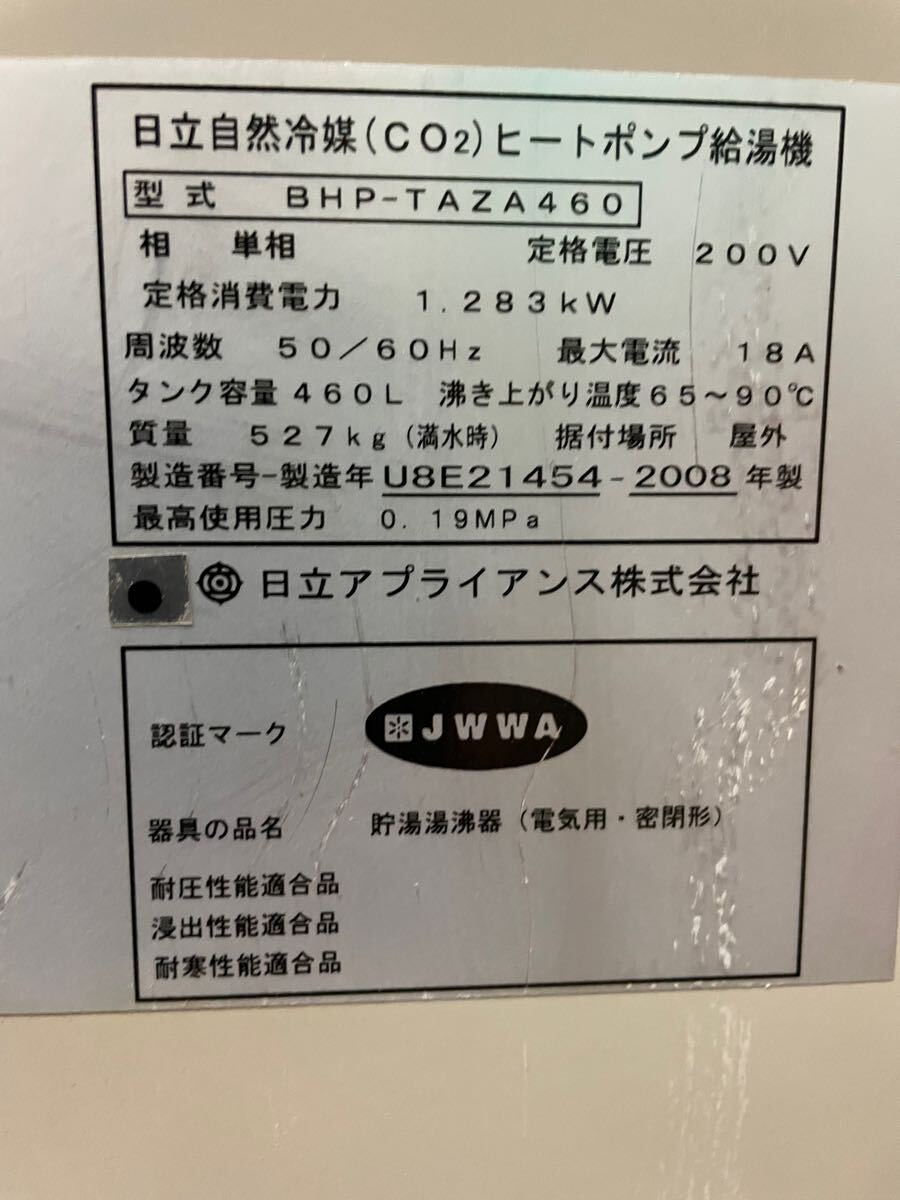 日立自然冷媒(CO2)ヒートポンプ給湯機
型式 BHP-TAZA460
相 単相 定格電圧 200V
定格消費電力 1.283kW
周波数 50/60Hz 最大電流 18A
タンク容量 460L 沸き上がり温度65~90℃
質量 527kg(満水時) 据付場所 屋外
製造番号-製造年 U8E21454-2008年製
最高使用圧力 0.19MPa
日立アプライアンス株式会社
認証マーク JWWA
器具の品名 貯湯湯沸器(電気用・密閉形)
耐圧性能適合品
浸出性能適合品
耐寒性能適合品